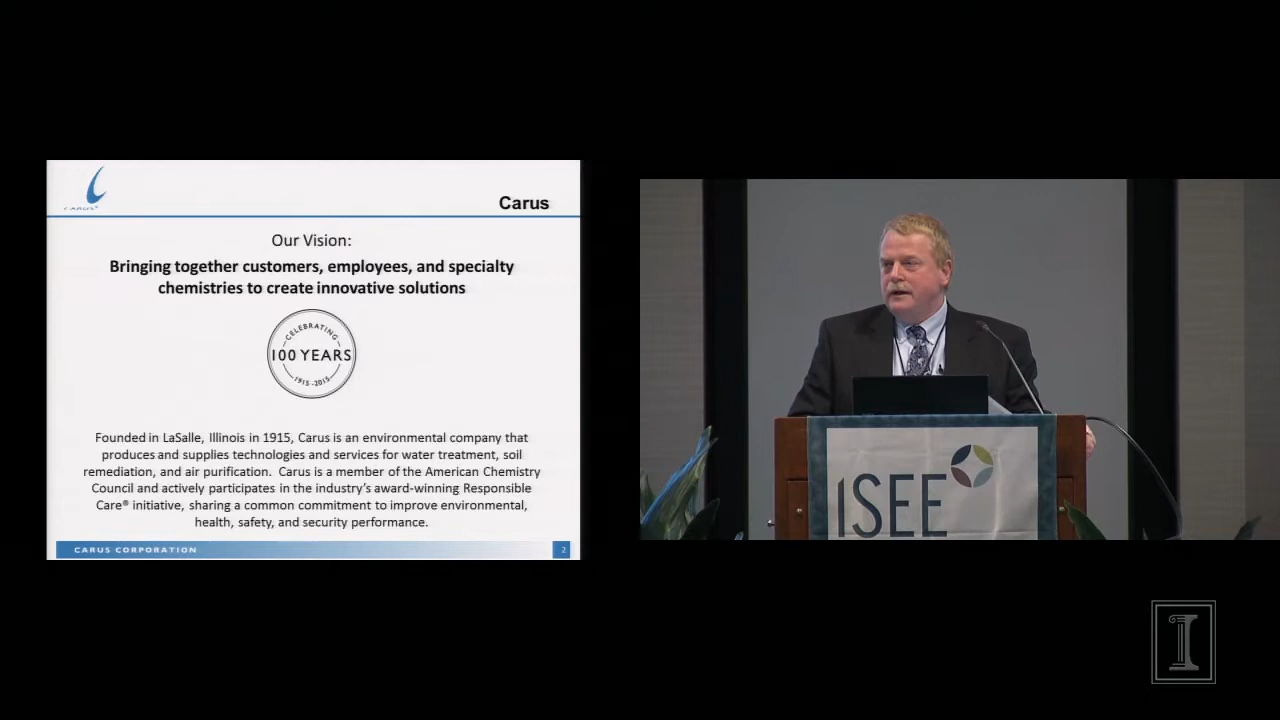 CARUS
Carus
Our Vision:
Bringing together customers, employees, and specialty
chemistries to create innovative solutions
CELEBRATING
100 YEARS
1915-2015
Founded in LaSalle, Illinois in 1915, Carus is an environmental company that
produces and supplies technologies and services for water treatment, soil
remediation, and air purification. Carus is a member of the American Chemistry
Council and actively participates in the industry's award-winning Responsible
Care® initiative, sharing a common commitment to improve environmental,
health, safety, and security performance.
CARUS CORPORATION
2
ISEE
I